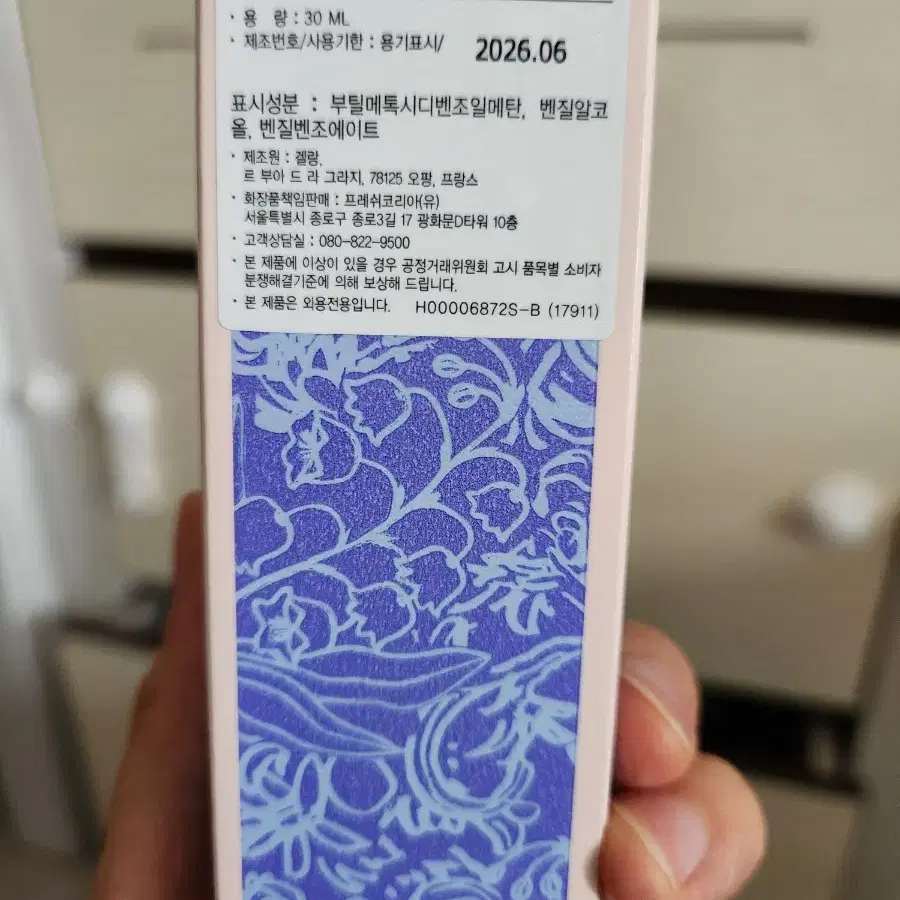 · 용 량 : 30 ML
· 제조번호/사용기한 : 용기표시/ 2026.06
표시성분 : 부틸메톡시디벤조일메탄, 벤질알코
올, 벤질벤조에이트
· 제조원 : 겔랑,
르 부아 드 라 그라지, 78125 오팡, 프랑스
· 화장품책임판매 : 프레쉬코리아(유)
서울특별시 종로구 종로3길 17 광화문D타워 10층
· 고객상담실 : 080-822-9500
· 본 제품에 이상이 있을 경우 공정거래위원회 고시 품목별 소비자
분쟁해결기준에 의해 보상해 드립니다.
· 본 제품은 외용전용입니다. H00006872S-B (17911)